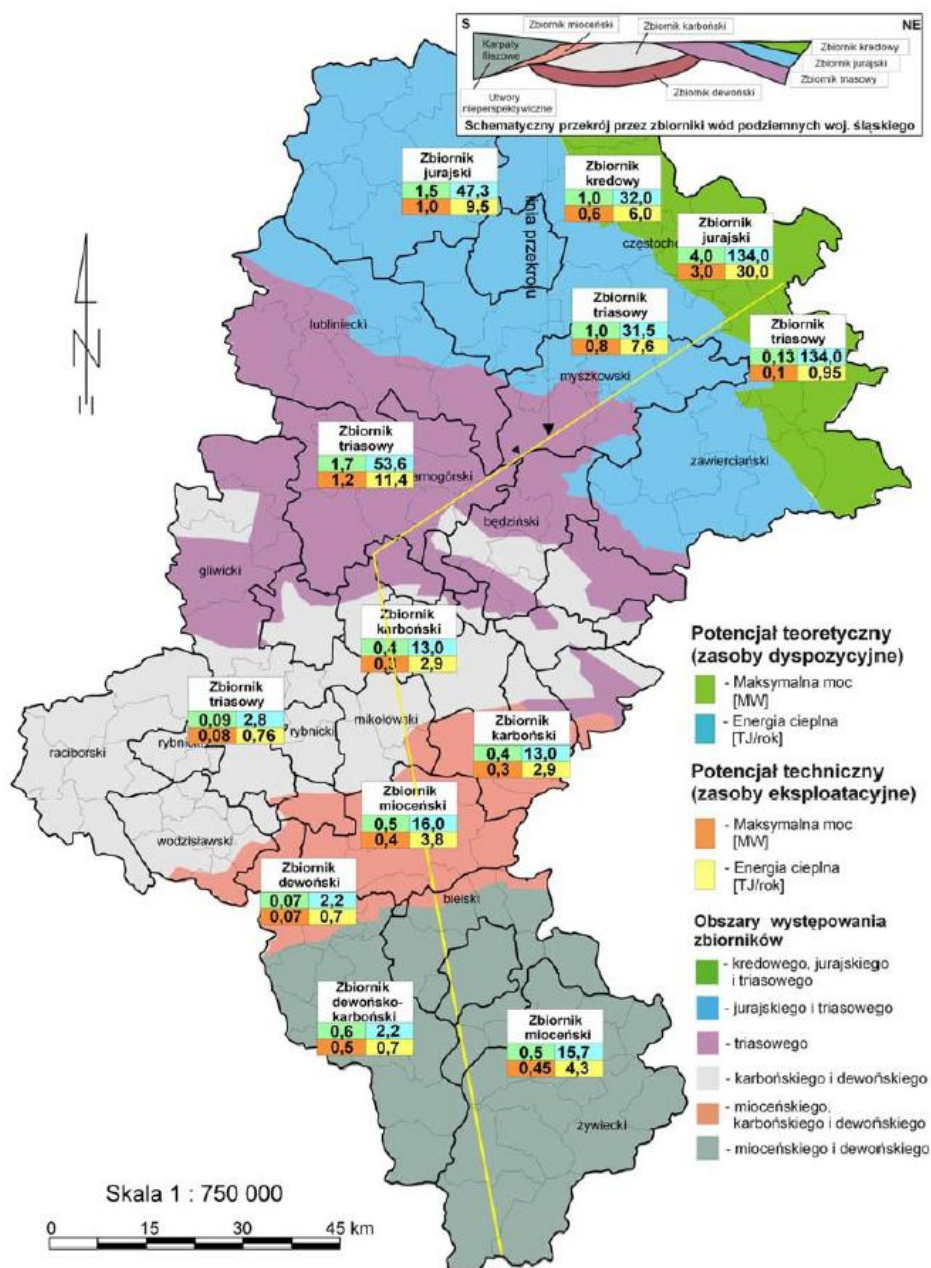 S
NE
Zbiornik mioceński
Zbiornik karboński
Karpaty
fliszowe
Zbiornik kredowy
Zbiornik jurajski
Zbiornik triasowy
Utwory
nieperspektywiczne
Zbiornik dewoński
Schematyczny przekrój przez zbiorniki wód podziemnych woj. śląskiego
Zbiornik
jurajski
1,5 47,3
1,0 9,5
Zbiornik
kredowy
1,0 32,0
0,6 6,0
linia przekroju
częstocho
Zbiornik
jurajski
4,0 134,0
3,0 30,0
N
lubliniecki
Zbiornik
triasowy
1,0 31,5
0,8 7,6
Zbiornik
triasowy
0,13 134,0
0,1 0,95
myszkowski
Zbiornik
triasowy
1,7 53,6
1,2 11,4
arnogórski
zawierciański
będziński
gliwicki
Zbiornik
karboński
0,4 13,0
0,3 2,9
Zbiornik
triasowy
0,09 2,8
0,08 0,76
raciborski
rybnicki
rybnicki
mikołowski
Zbiornik
karboński
0,4 13,0
0,3 2,9
Zbiornik
mioceński
0,5 16,0
0,4 3,8
wodzisławski
Zbiornik
dewoński
0,07 2,2
0,07 0,7
bielski
Zbiornik
dewońsko-
karboński
0,6 2,2
0,5 0,7
Zbiornik
mioceński
0,5 15,7
0,45 4,3
żywiecki
Potencjał teoretyczny
(zasoby dyspozycyjne)
- Maksymalna moc
[MW]
- Energia cieplna
[TJ/rok]
Potencjał techniczny
(zasoby eksploatacyjne)
- Maksymalna moc
[MW]
- Energia cieplna
[TJ/rok]
Obszary występowania
zbiorników
- kredowego, jurajskiego
i triasowego
- jurajskiego i triasowego
- triasowego
- karbońskiego i dewońskiego
- mioceńskiego,
karbońskiego i dewońskiego
- mioceńskiego i dewońskiego
Skala 1 : 750 000
0 15 30 45 km